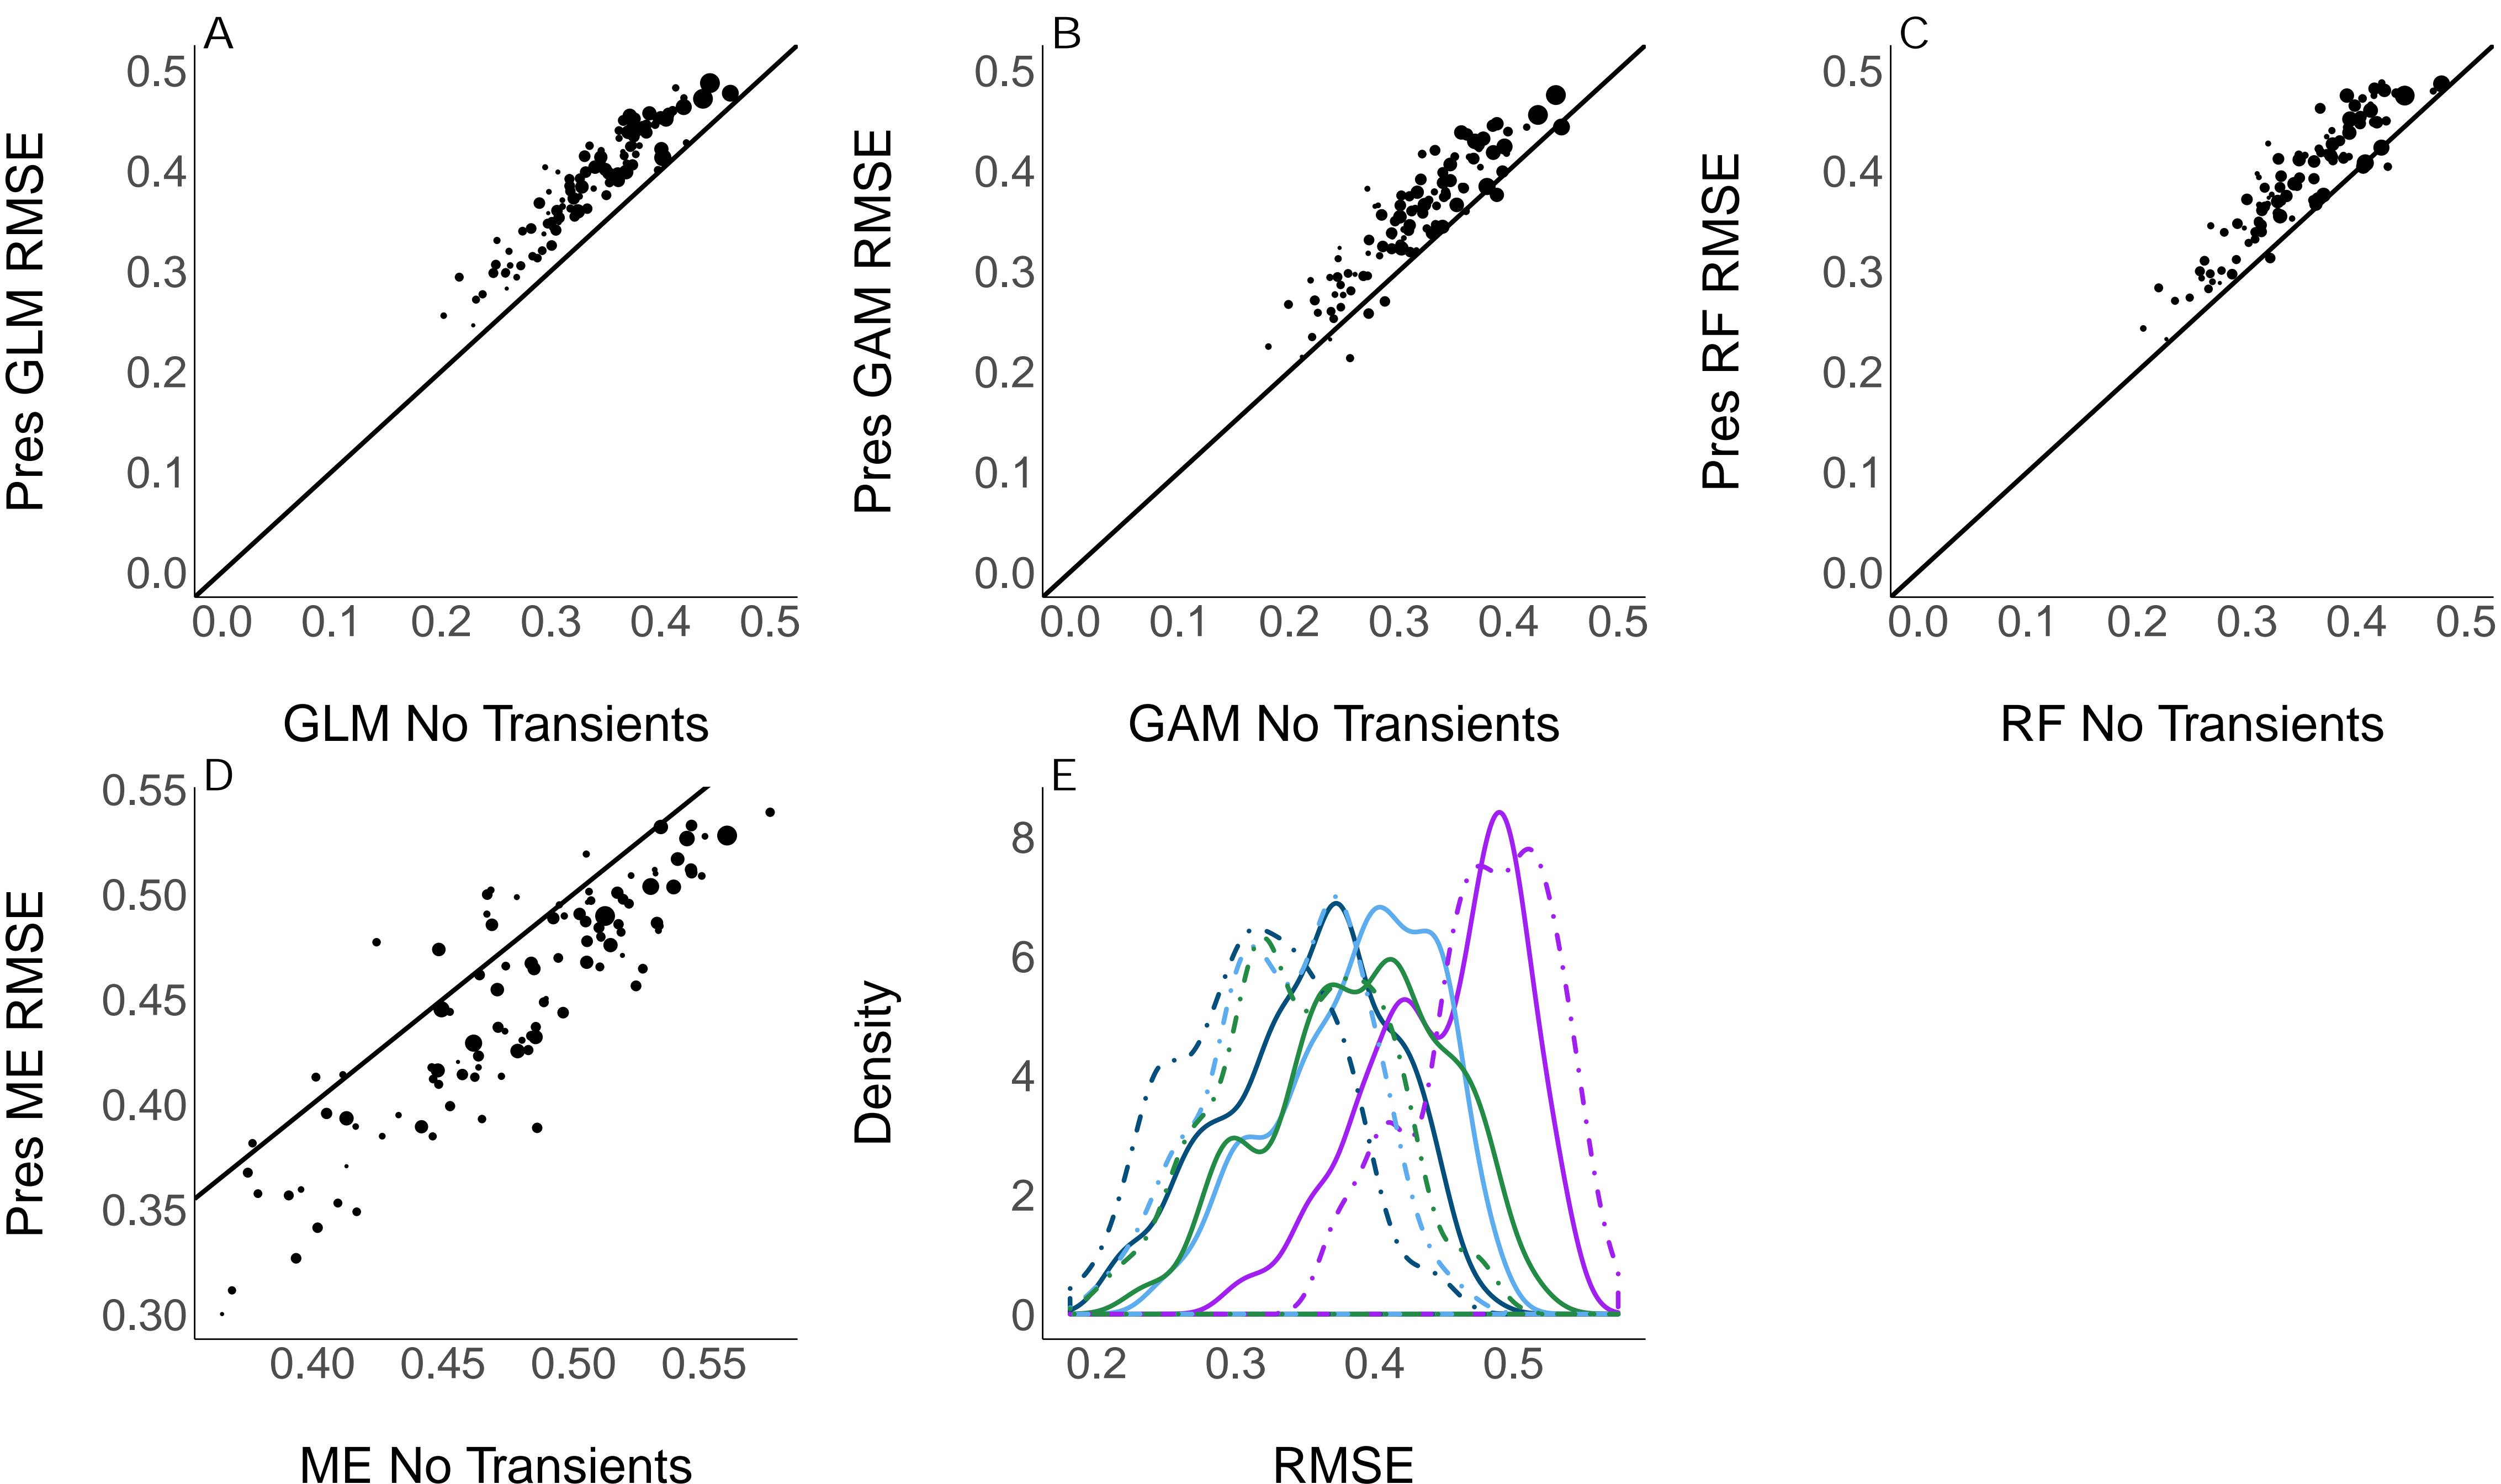 A
Pres GLM RMSE
0.5
0.4
0.3
0.2
0.1
0.0
0.0 0.1 0.2 0.3 0.4 0.5
GLM No Transients
B
Pres GAM RMSE
0.5
0.4
0.3
0.2
0.1
0.0
0.0 0.1 0.2 0.3 0.4 0.5
GAM No Transients
C
Pres RF RMSE
0.5
0.4
0.3
0.2
0.1
0.0
0.0 0.1 0.2 0.3 0.4 0.5
RF No Transients
D
Pres ME RMSE
0.55
0.50
0.45
0.40
0.35
0.30
0.40 0.45 0.50 0.55
ME No Transients
E
Density
8
6
4
2
0
0.2 0.3 0.4 0.5
RMSE